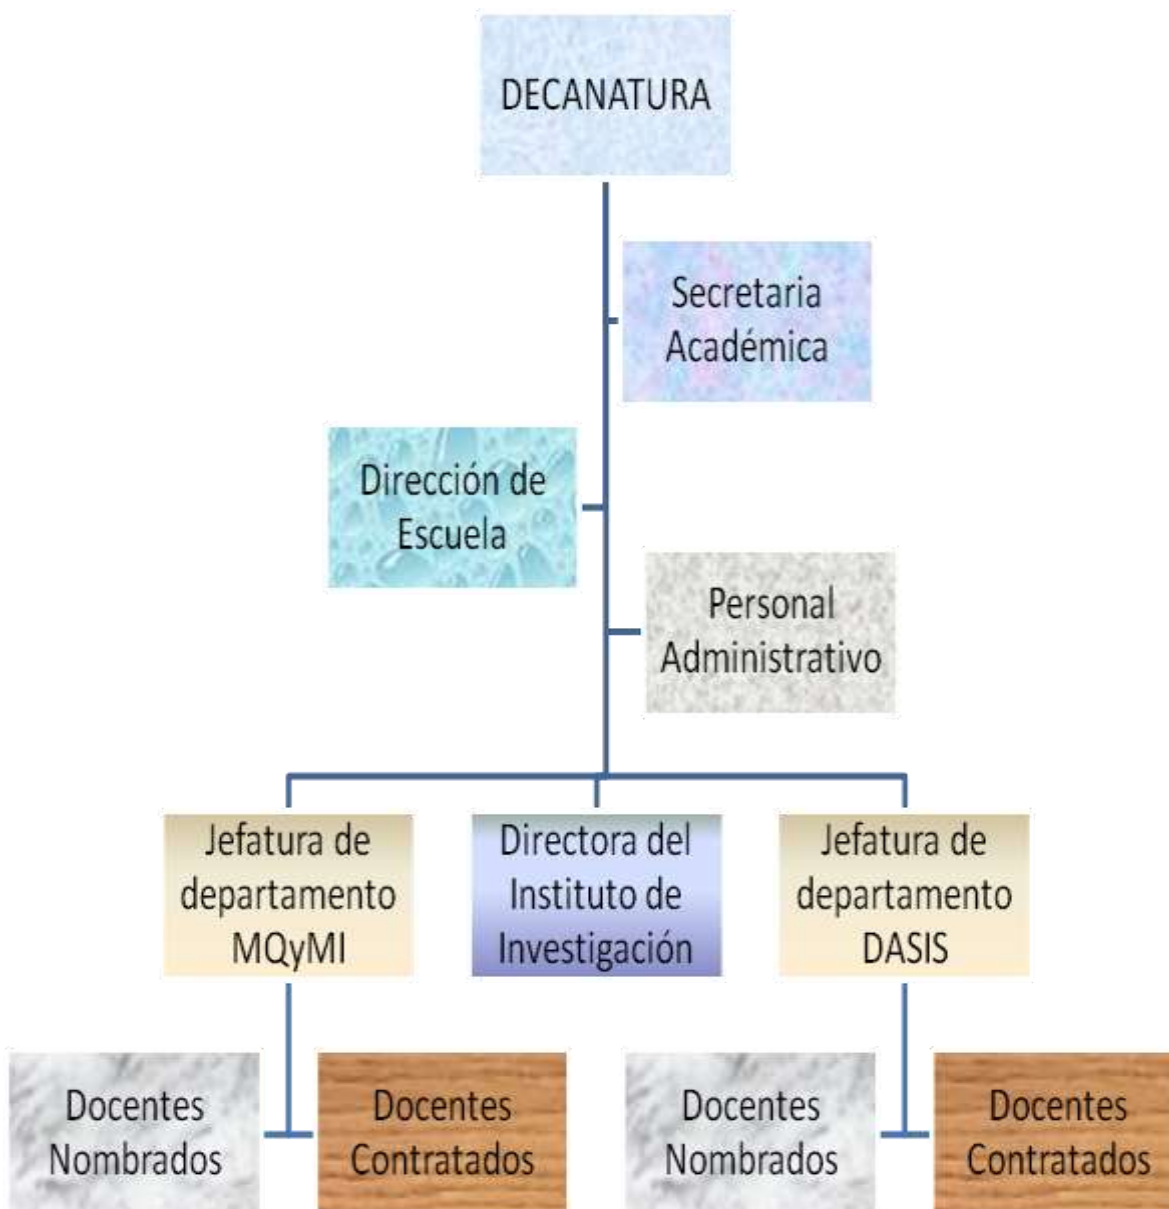 DECANATURA
Secretaria
Académica
Dirección de
Escuela
Personal
Administrativo
Jefatura de
departamento
MQyMI
Directora del
Instituto de
Investigación
Jefatura de
departamento
DASIS
Docentes
Nombrados
Docentes
Contratados
Docentes
Nombrados
Docentes
Contratados